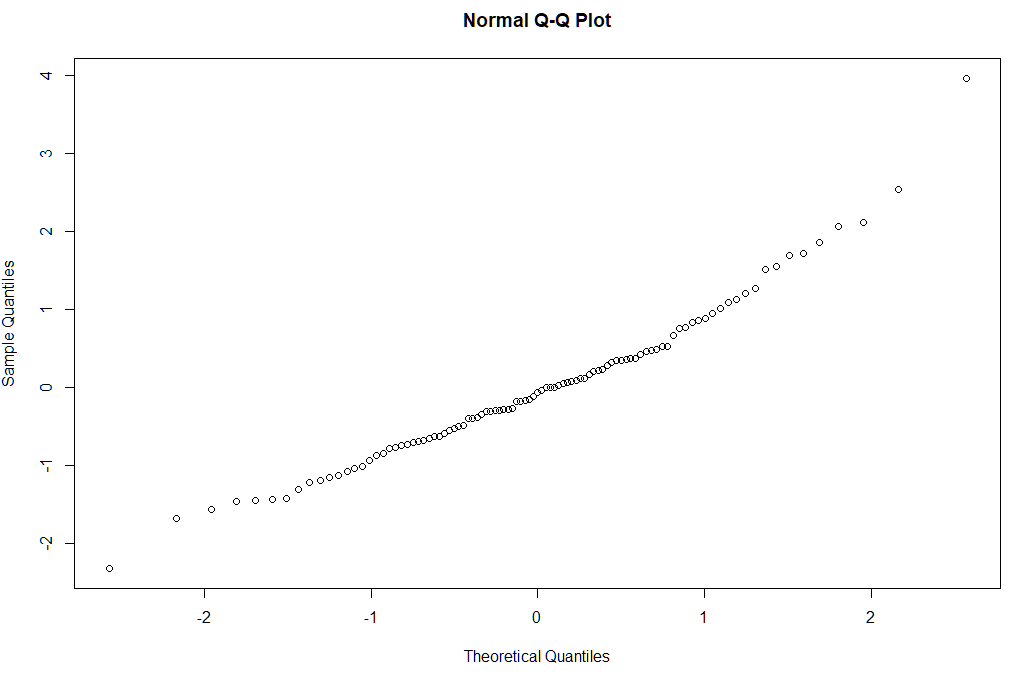 Normal Q-Q Plot
4
3
2
1
0
-1
-2
Sample Quantiles
-2 -1 0 1 2
Theoretical Quantiles